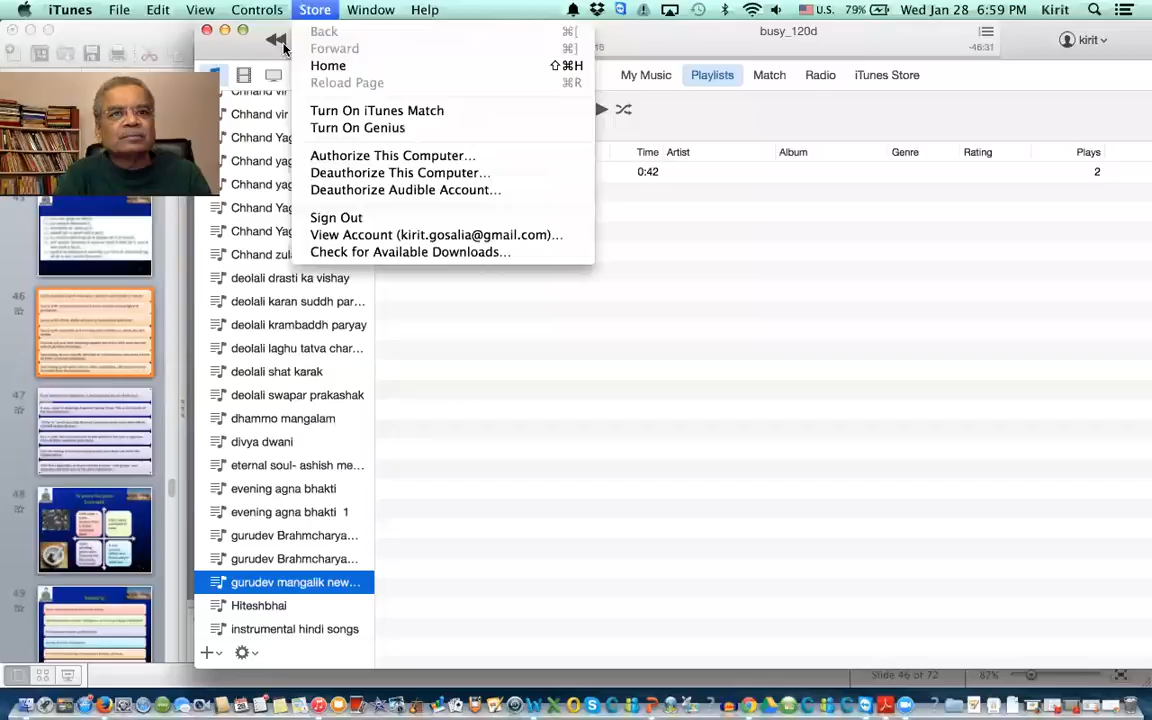 iTunes File Edit View Controls Store Window Help U.S. 79% Wed Jan 28 6:59 PM Kirit
busy_120d
-46:31
kirit
Back ⌘[
Forward ⌘]
Home ⇧⌘H
Reload Page ⌘R
Turn On iTunes Match
Turn On Genius
Authorize This Computer...
Deauthorize This Computer...
Deauthorize Audible Account...
Sign Out
View Account (kirit.gosalia@gmail.com)...
Check for Available Downloads...
My Music Playlists Match Radio iTunes Store
Time Artist Album Genre Rating Plays
0:42 2
Chhand vir
Chhand vir
Chhand Yag
Chhand yag
Chhand yag
Chhand Yag
Chhand Yag
Chhand zul
deolali drasti ka vishay
deolali karan suddh par...
deolali krambaddh paryay
deolali laghu tatva char...
deolali shat karak
deolali swapar prakashak
dhammo mangalam
divya dwani
eternal soul- ashish me...
evening agna bhakti
evening agna bhakti 1
gurudev Brahmcharya...
gurudev Brahmcharya...
gurudev mangalik new...
Hiteshbhai
instrumental hindi songs
46
47
48
49
Slide 46 of 72
87%